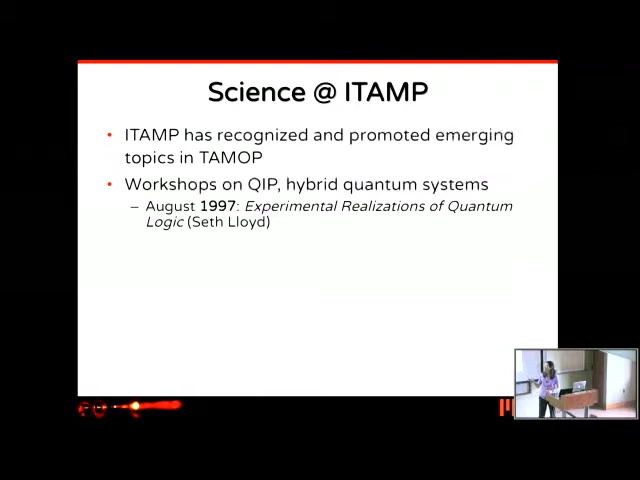 Science @ ITAMP
• ITAMP has recognized and promoted emerging
topics in TAMOP
• Workshops on QIP, hybrid quantum systems
– August 1997: Experimental Realizations of Quantum
Logic (Seth Lloyd)